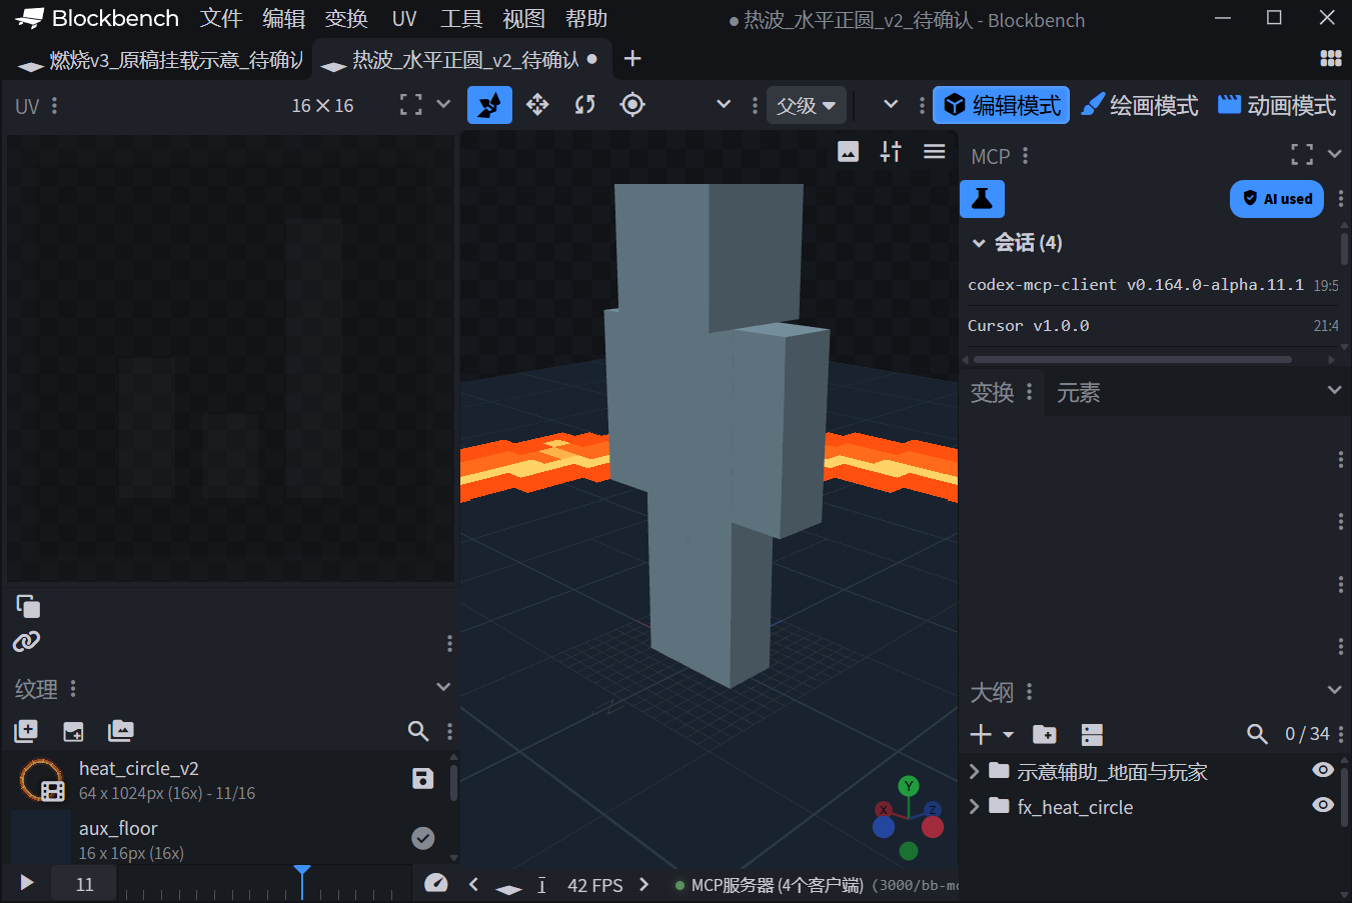 Blockbench 文件 编辑 变换 UV 工具 视图 帮助
● 热波_水平正圆_v2_待确认 - Blockbench
燃烧v3_原稿挂载示意_待确认
热波_水平正圆_v2_待确认
UV 16×16
父级
编辑模式 绘画模式 动画模式
MCP
AI used
会话 (4)
codex-mcp-client v0.164.0-alpha.11.1 19:5
Cursor v1.0.0 21:4
变换 元素
纹理
heat_circle_v2
64 x 1024px (16x) - 11/16
aux_floor
16 x 16px (16x)
Y
X
Z
大纲
0 / 34
示意辅助_地面与玩家
fx_heat_circle
11
42 FPS
MCP服务器 (4个客户端) (3000/bb-mc